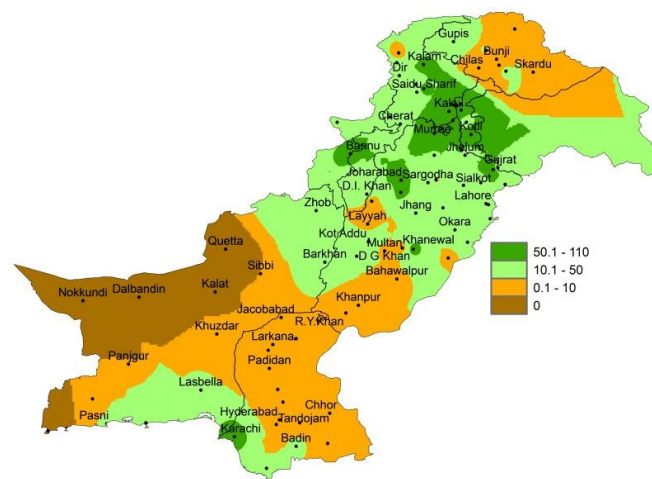 Gupis
Kalam
Bunji
Dir
Chilas
Skardu
Saidu Sharif
Cherat
Murree
Kotli
Bannu
Jhelum
Gujrat
Joharabad
Sargodha
Sialkot
D.I. Khan
Zhob
Layyah
Jhang
Lahore
Okara
Kot Addu
Quetta
Multan
Khanewal
Barkhan
D G Khan
Sibbi
Bahawalpur
Nokkundi
Dalbandin
Kalat
Khanpur
Jacobabad
R.Y.Khan
Khuzdar
Larkana
Panjgur
Padidan
Lasbella
Pasni
Hyderabad
Chhor
Tandojam
Karachi
Badin
50.1 - 110
10.1 - 50
0.1 - 10
0